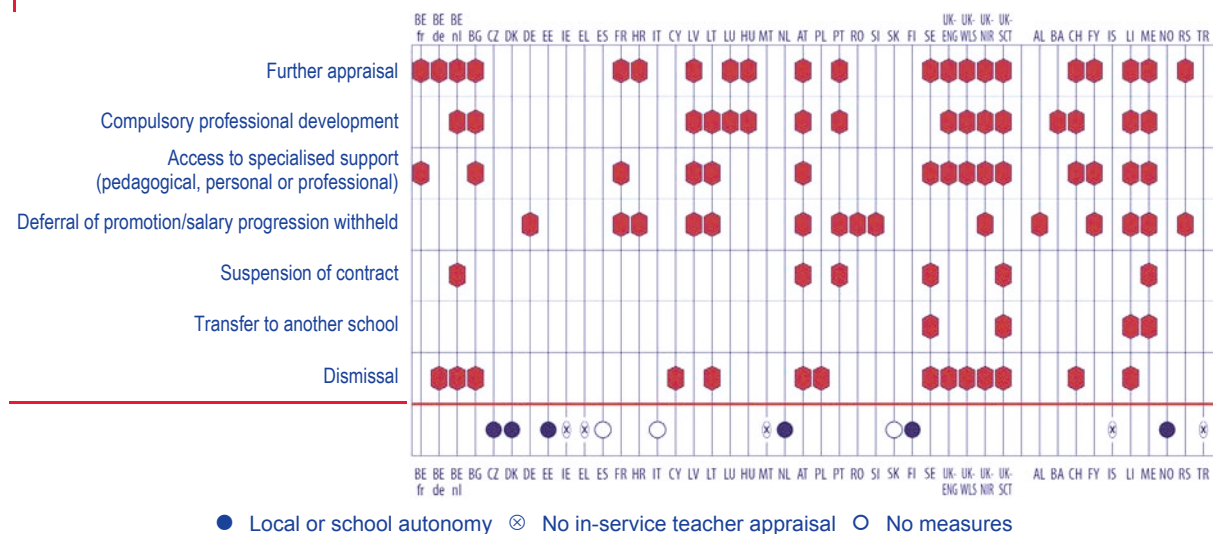 BE BE BE UK- UK- UK- UK-
fr de nl BG CZ DK DE EE IE EL ES FR HR IT CY LV LT LU HU MT NL AT PL PT RO SI SK FI SE ENG WLS NIR SCT AL BA CH FY IS LI ME NO RS TR
Further appraisal
Compulsory professional development
Access to specialised support
(pedagogical, personal or professional)
Deferral of promotion/salary progression withheld
Suspension of contract
Transfer to another school
Dismissal
BE BE BE BG CZ DK DE EE IE EL ES FR HR IT CY LV LT LU HU MT NL AT PL PT RO SI SK FI SE UK- UK- UK- UK- AL BA CH FY IS LI ME NO RS TR
fr de nl ENG WLS NIR SCT
Local or school autonomy No in-service teacher appraisal No measures